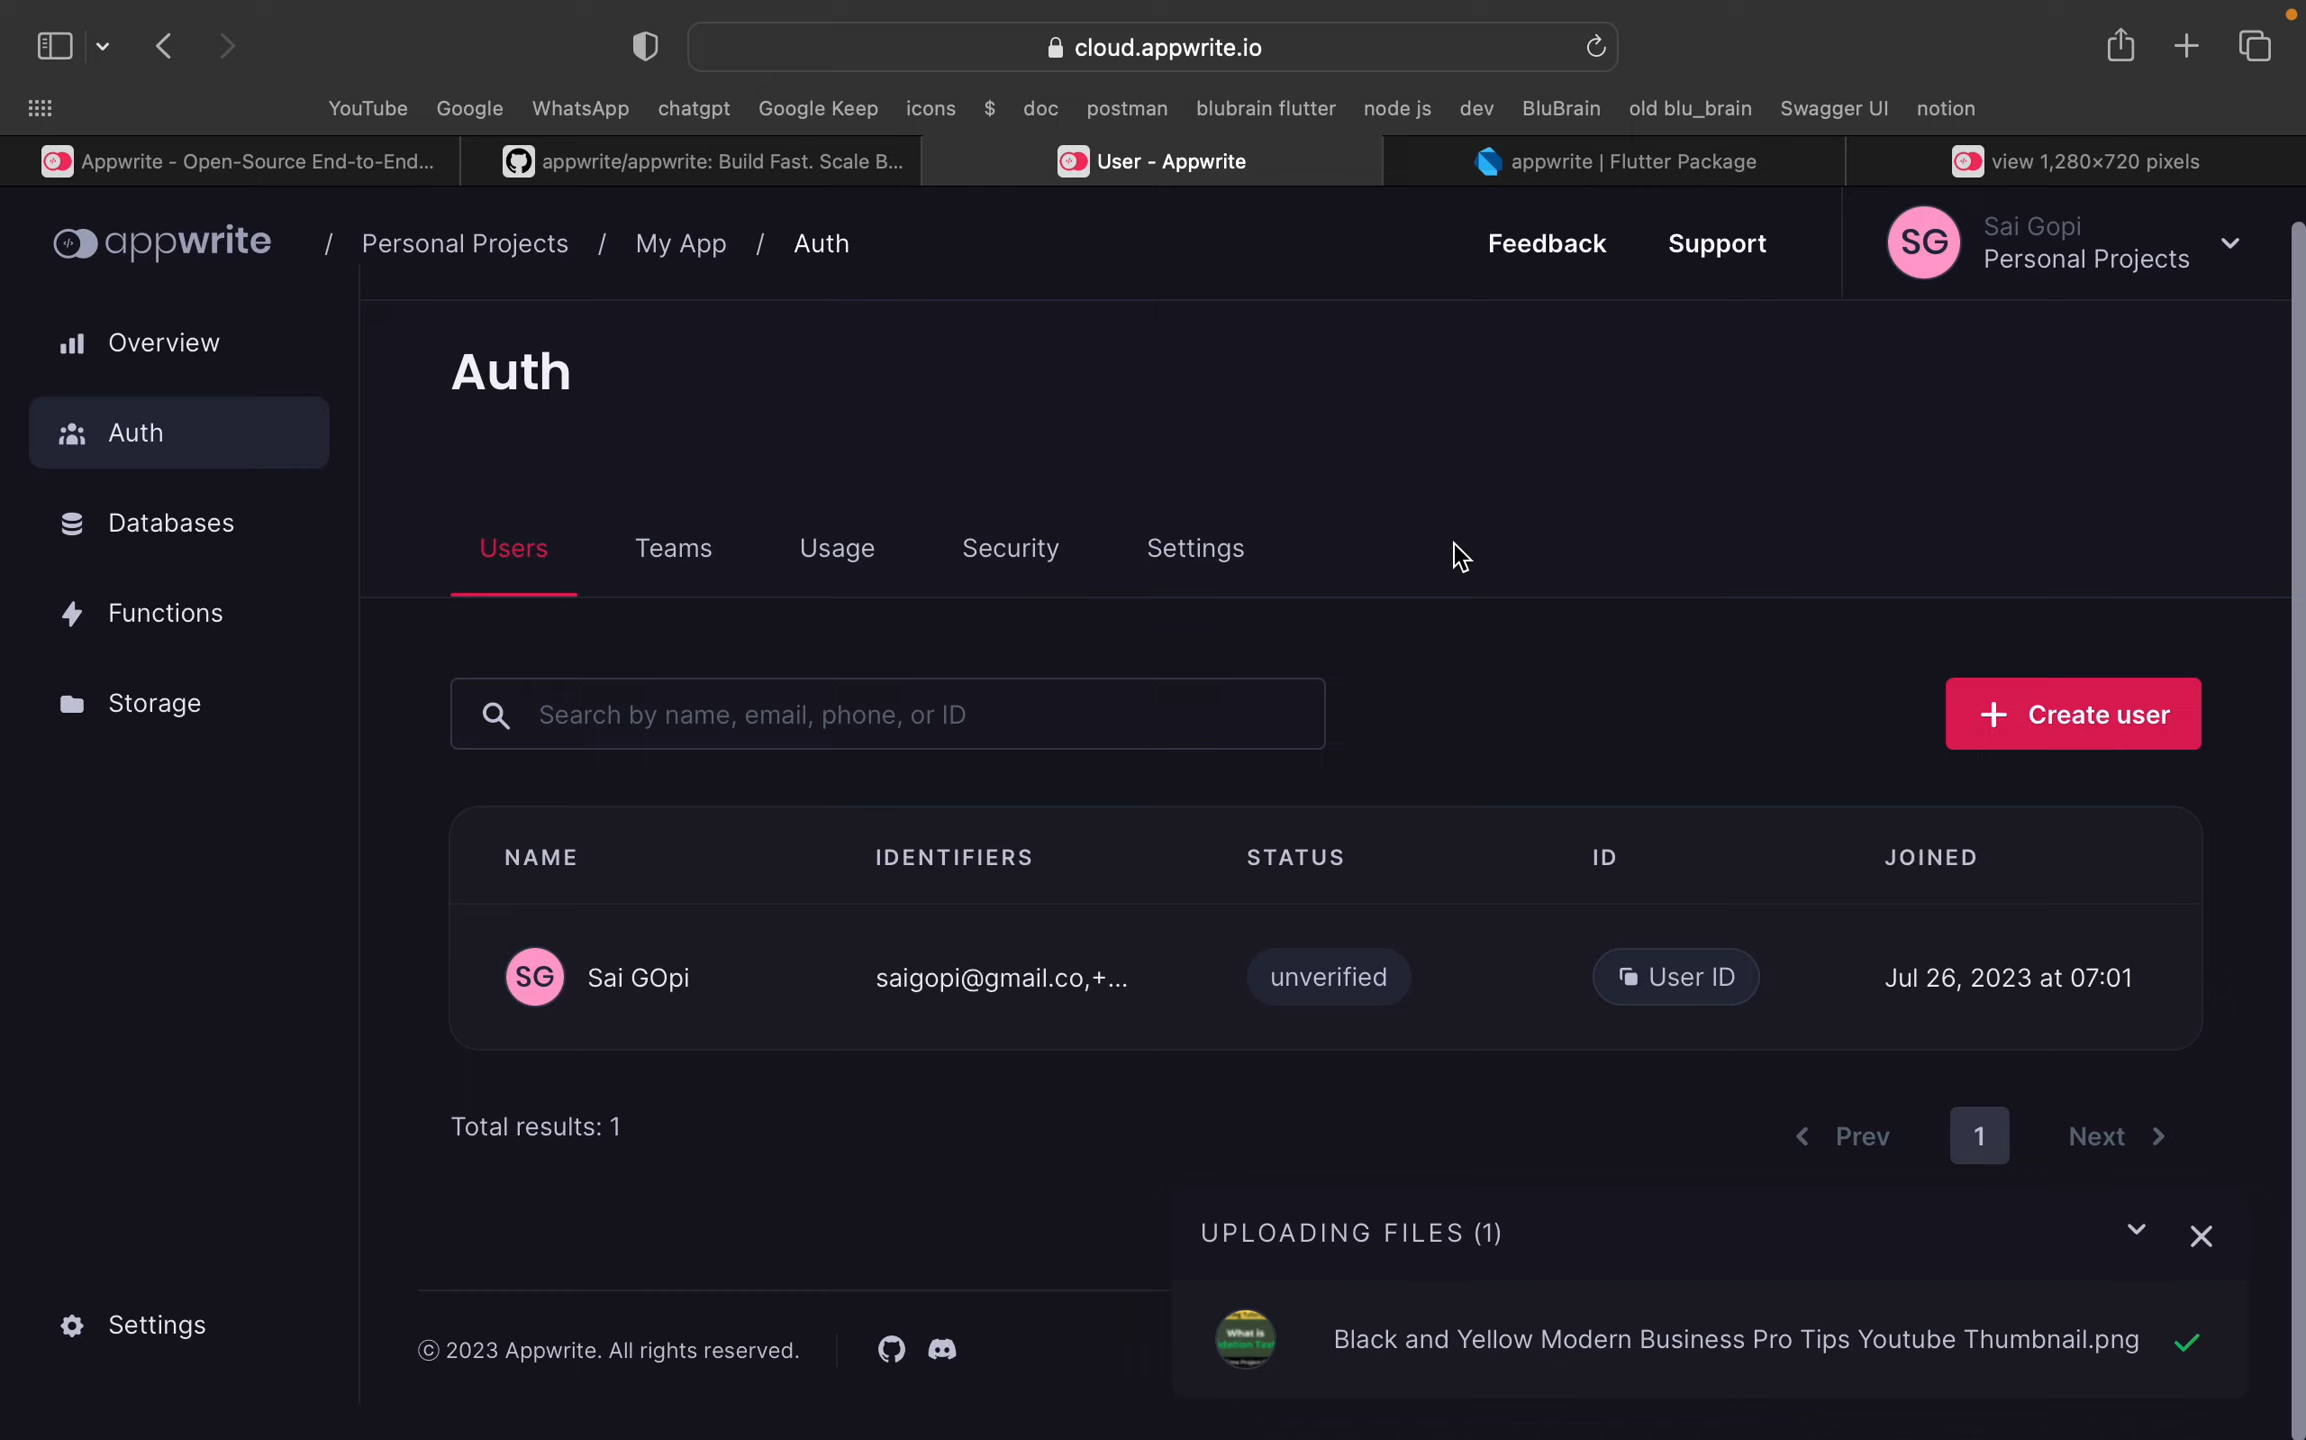 cloud.appwrite.io
YouTube Google WhatsApp chatgpt Google Keep icons $ doc postman blubrain flutter node js dev BluBrain old blu_brain Swagger UI notion
Appwrite - Open-Source End-to-End... appwrite/appwrite: Build Fast. Scale B... User - Appwrite appwrite | Flutter Package view 1,280×720 pixels
appwrite / Personal Projects / My App / Auth Feedback Support SG Sai Gopi
Personal Projects
Overview
Auth
Databases
Functions
Storage
Settings
Auth
Users Teams Usage Security Settings
Search by name, email, phone, or ID
+ Create user
NAME IDENTIFIERS STATUS ID JOINED
SG Sai GOpi saigopi@gmail.co,+... unverified User ID Jul 26, 2023 at 07:01
Total results: 1
Prev 1 Next
UPLOADING FILES (1)
What is
Black and Yellow Modern Business Pro Tips Youtube Thumbnail.png
© 2023 Appwrite. All rights reserved.